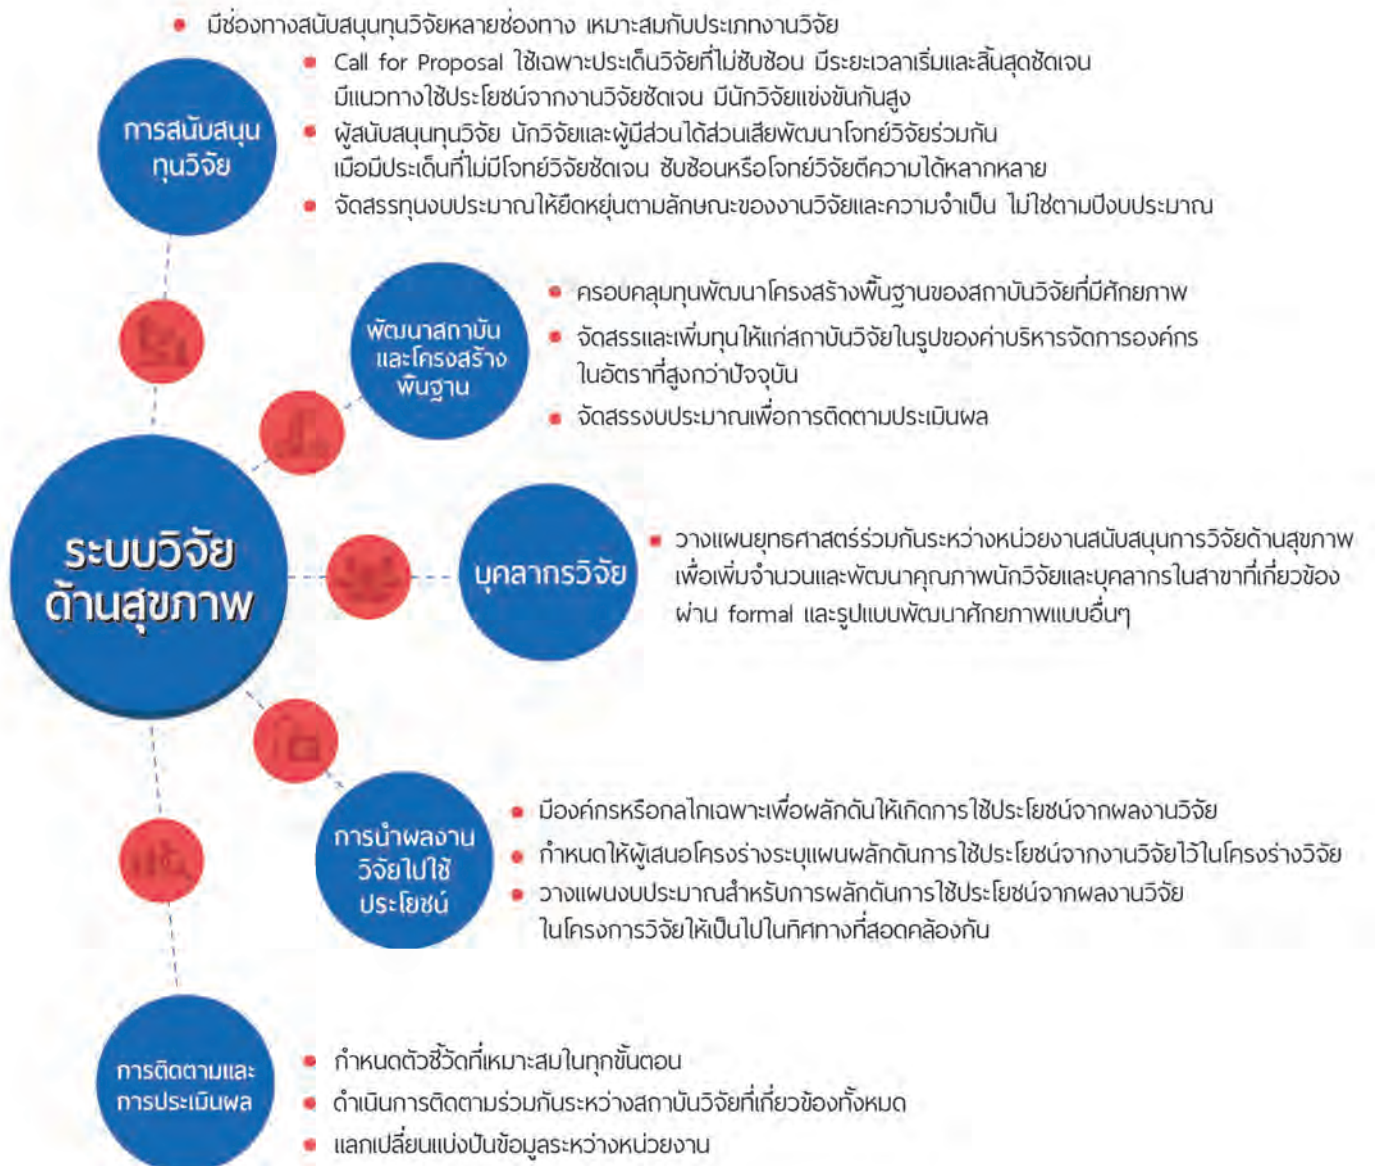 มีช่องทางสนับสนุนทุนวิจัยหลายช่องทาง เหมาะสมกับประเภทงานวิจัย
การสนับสนุน
ทุนวิจัย
Call for Proposal ใช้เฉพาะประเด็นวิจัยที่ไม่ซับซ้อน มีระยะเวลาเริ่มและสิ้นสุดชัดเจน
มีแนวทางใช้ประโยชน์จากงานวิจัยชัดเจน มีนักวิจัยแข่งขันกันสูง
ผู้สนับสนุนทุนวิจัย นักวิจัยและผู้มีส่วนได้ส่วนเสียพัฒนาโจทย์วิจัยร่วมกัน
เมื่อมีประเด็นที่ไม่มีโจทย์วิจัยชัดเจน ซับซ้อนหรือโจทย์วิจัยตีความได้หลากหลาย
จัดสรรทุนงบประมาณให้ยืดหยุ่นตามลักษณะของงานวิจัยและความจำเป็น ไม่ใช่ตามปีงบประมาณ
พัฒนาสถาบัน
และโครงสร้าง
พื้นฐาน
ครอบคลุมทุนพัฒนาโครงสร้างพื้นฐานของสถาบันวิจัยที่มีศักยภาพ
จัดสรรและเพิ่มทุนให้แก่สถาบันวิจัยในรูปของค่าบริหารจัดการองค์กร
ในอัตราที่สูงกว่าปัจจุบัน
จัดสรรงบประมาณเพื่อการติดตามประเมินผล
ระบบวิจัย
ด้านสุขภาพ
บุคลากรวิจัย
วางแผนยุทธศาสตร์ร่วมกันระหว่างหน่วยงานสนับสนุนการวิจัยด้านสุขภาพ
เพื่อเพิ่มจำนวนและพัฒนาคุณภาพนักวิจัยและบุคลากรในสาขาที่เกี่ยวข้อง
ผ่าน formal และรูปแบบพัฒนาศักยภาพแบบอื่นๆ
การนำผลงาน
วิจัยไปใช้
ประโยชน์
มีองค์กรหรือกลไกเฉพาะเพื่อผลักดันให้เกิดการใช้ประโยชน์จากผลงานวิจัย
กำหนดให้ผู้เสนอโครงร่างระบุแผนผลักดันการใช้ประโยชน์จากงานวิจัยไว้ในโครงร่างวิจัย
วางแผนงบประมาณสำหรับการผลักดันการใช้ประโยชน์จากผลงานวิจัย
ในโครงการวิจัยให้เป็นไปในทิศทางที่สอดคล้องกัน
การติดตามและ
การประเมินผล
กำหนดตัวชี้วัดที่เหมาะสมในทุกขั้นตอน
ดำเนินการติดตามร่วมกันระหว่างสถาบันวิจัยที่เกี่ยวข้องทั้งหมด
แลกเปลี่ยนแบ่งปันข้อมูลระหว่างหน่วยงาน